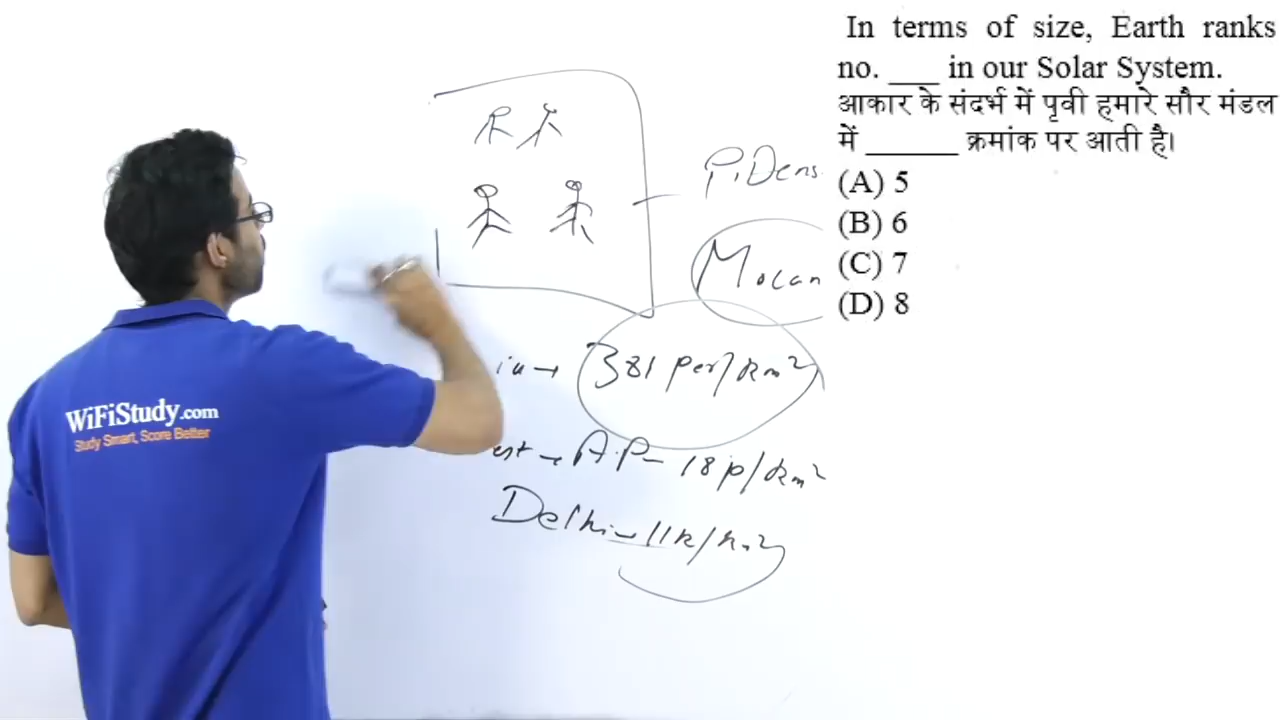 In terms of size, Earth ranks
no. ___ in our Solar System.
आकार के संदर्भ में पृवी हमारे सौर मंडल
में ______ क्रमांक पर आती है।
(A) 5
(B) 6
(C) 7
(D) 8
P. Dens.
381 Per/km²
A.P- 18 p/km²
Delhi 11k/km²
WiFiStudy.com
Study Smart, Score Better